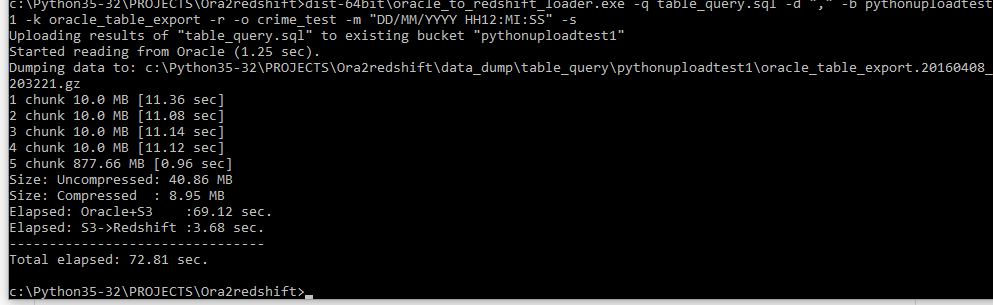 c:\Python35-32\PROJECTS\Ora2redshift>dist-64bit\oracle_to_redshift_loader.exe -q table_query.sql -d "," -b pythonuploadtest
1 -k oracle_table_export -r -o crime_test -m "DD/MM/YYYY HH12:MI:SS" -s
Uploading results of "table_query.sql" to existing bucket "pythonuploadtest1"
Started reading from Oracle (1.25 sec).
Dumping data to: c:\Python35-32\PROJECTS\Ora2redshift\data_dump\table_query\pythonuploadtest1\oracle_table_export.20160408_
203221.gz
1 chunk 10.0 MB [11.36 sec]
2 chunk 10.0 MB [11.08 sec]
3 chunk 10.0 MB [11.14 sec]
4 chunk 10.0 MB [11.12 sec]
5 chunk 877.66 MB [0.96 sec]
Size: Uncompressed: 40.86 MB
Size: Compressed  : 8.95 MB
Elapsed: Oracle+S3    :69.12 sec.
Elapsed: S3->Redshift :3.68 sec.
--------------------------------
Total elapsed: 72.81 sec.
c:\Python35-32\PROJECTS\Ora2redshift>_